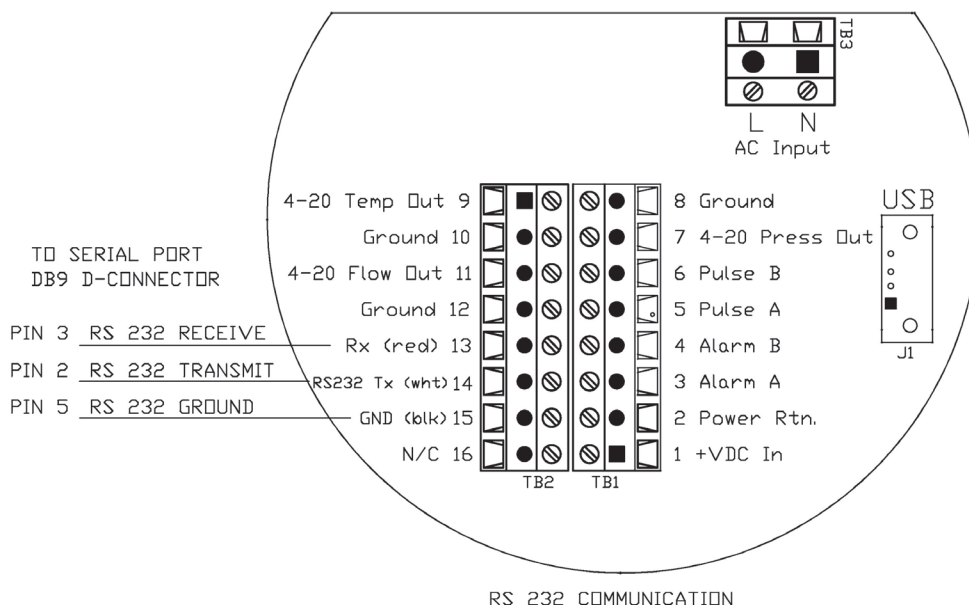 TB3
L N
AC Input
4-20 Temp Out 9
Ground 10
4-20 Flow Out 11
Ground 12
Rx (red) 13
RS232 Tx (wht) 14
GND (blk) 15
N/C 16
TB2
TB1
8 Ground
7 4-20 Press Out
6 Pulse B
5 Pulse A
4 Alarm B
3 Alarm A
2 Power Rtn.
1 +VDC In
USB
J1
TO SERIAL PORT
DB9 D-CONNECTOR
PIN 3 RS 232 RECEIVE
PIN 2 RS 232 TRANSMIT
PIN 5 RS 232 GROUND
RS 232 COMMUNICATION